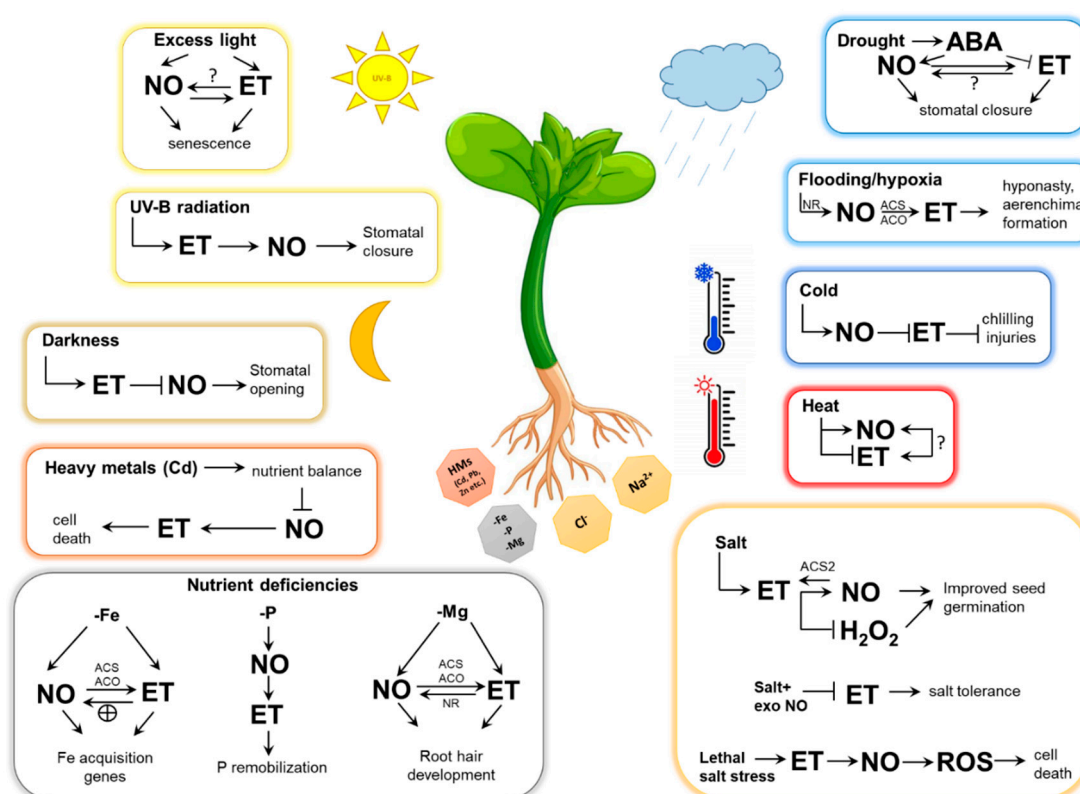 Excess light
NO ? ET
senescence
UV-B
UV-B radiation
ET NO Stomatal
closure
Darkness
ET NO Stomatal
opening
Heavy metals (Cd) nutrient balance
cell
death ET NO
Nutrient deficiencies
-Fe
ACS
ACO
NO ET
Fe acquisition
genes
-P
NO
ET
P remobilization
-Mg
ACS
ACO
NO ET
NR
Root hair
development
HMs
(Cd, Pb,
Zn etc.)
-Fe
-P
-Mg
Cl-
Na2+
Drought ABA
NO ET
?
stomatal closure
Flooding/hypoxia
NR NO ACS
ACO ET
hyponasty,
aerenchima
formation
Cold
NO ET chlilling
injuries
Heat
NO
ET ?
Salt
ACS2
ET NO
H2O2
Improved seed
germination
Salt+
exo NO ET salt tolerance
Lethal
salt stress ET NO ROS cell
death